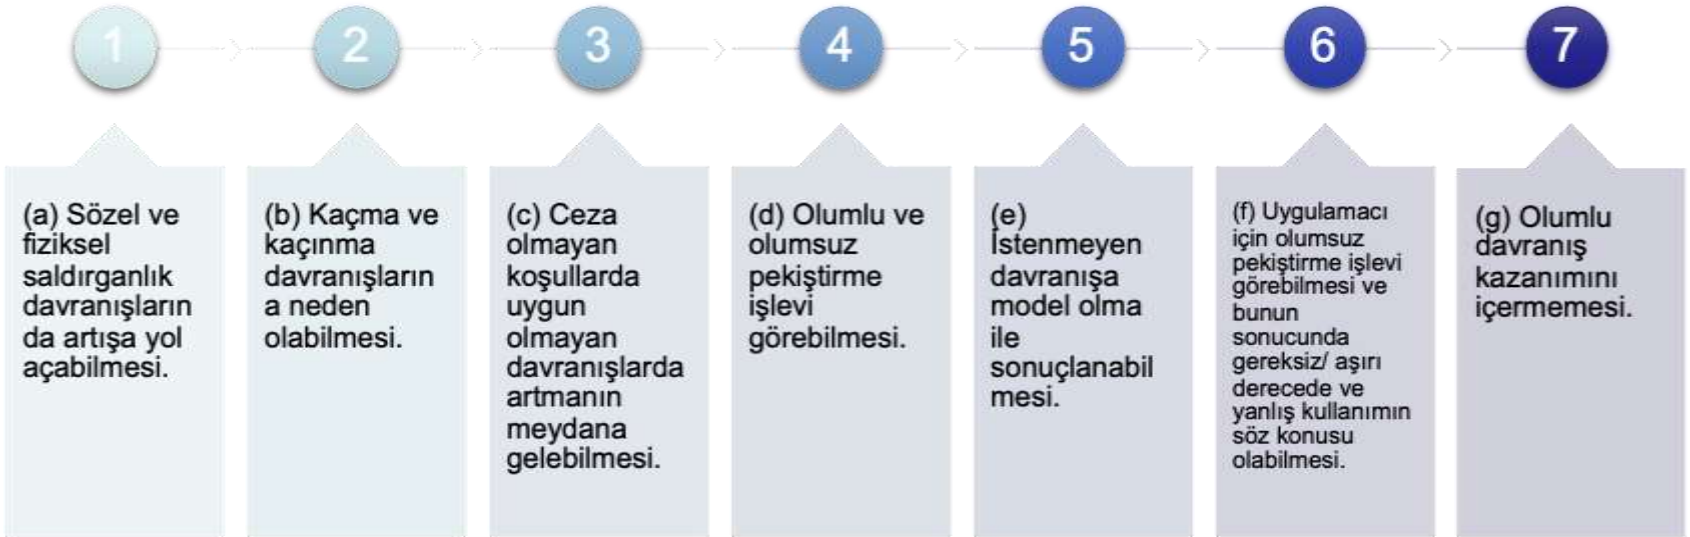 1
2
3
4
5
6
7
(a) Sözel ve
fiziksel
saldırganlık
davranışların
da artışa yol
açabilmesi.
(b) Kaçma ve
kaçınma
davranışların
a neden
olabilmesi.
(c) Ceza
olmayan
koşullarda
uygun
olmayan
davranışlarda
artmanın
meydana
gelebilmesi.
(d) Olumlu ve
olumsuz
pekiştirme
işlevi
görebilmesi.
(e)
İstenmeyen
davranışa
model olma
ile
sonuçlanabil
mesi.
(f) Uygulamacı
için olumsuz
pekiştirme işlevi
görebilmesi ve
bunun
sonucunda
gereksiz/ aşırı
derecede ve
yanlış kullanımın
söz konusu
olabilmesi.
(g) Olumlu
davranış
kazanımını
içermemesi.